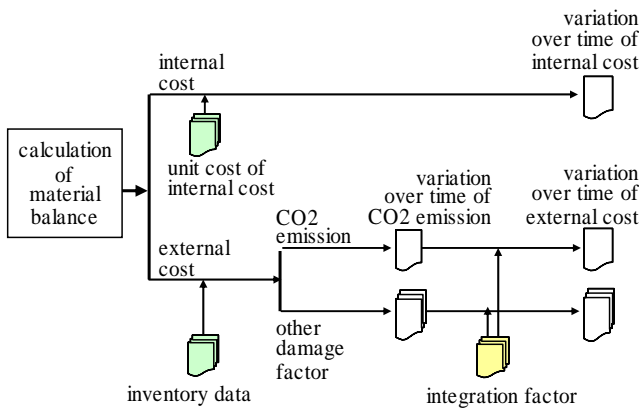 variation
over time of
internal cost
internal
cost
calculation
of
material
balance
unit cost of
internal cost
variation
over time of
CO2 emission
variation
over time of
external cost
CO2
emission
external
cost
other
damage
factor
inventory data
integration factor